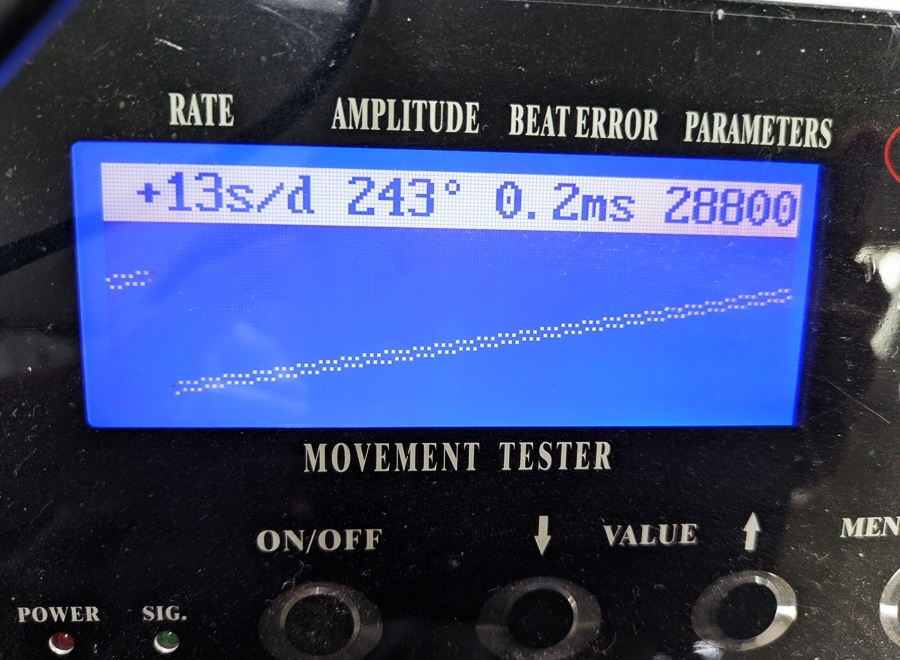 RATE AMPLITUDE BEAT ERROR PARAMETERS
+13s/d 243° 0.2ms 28800
MOVEMENT TESTER
ON/OFF ↓ VALUE ↑
POWER SIG.